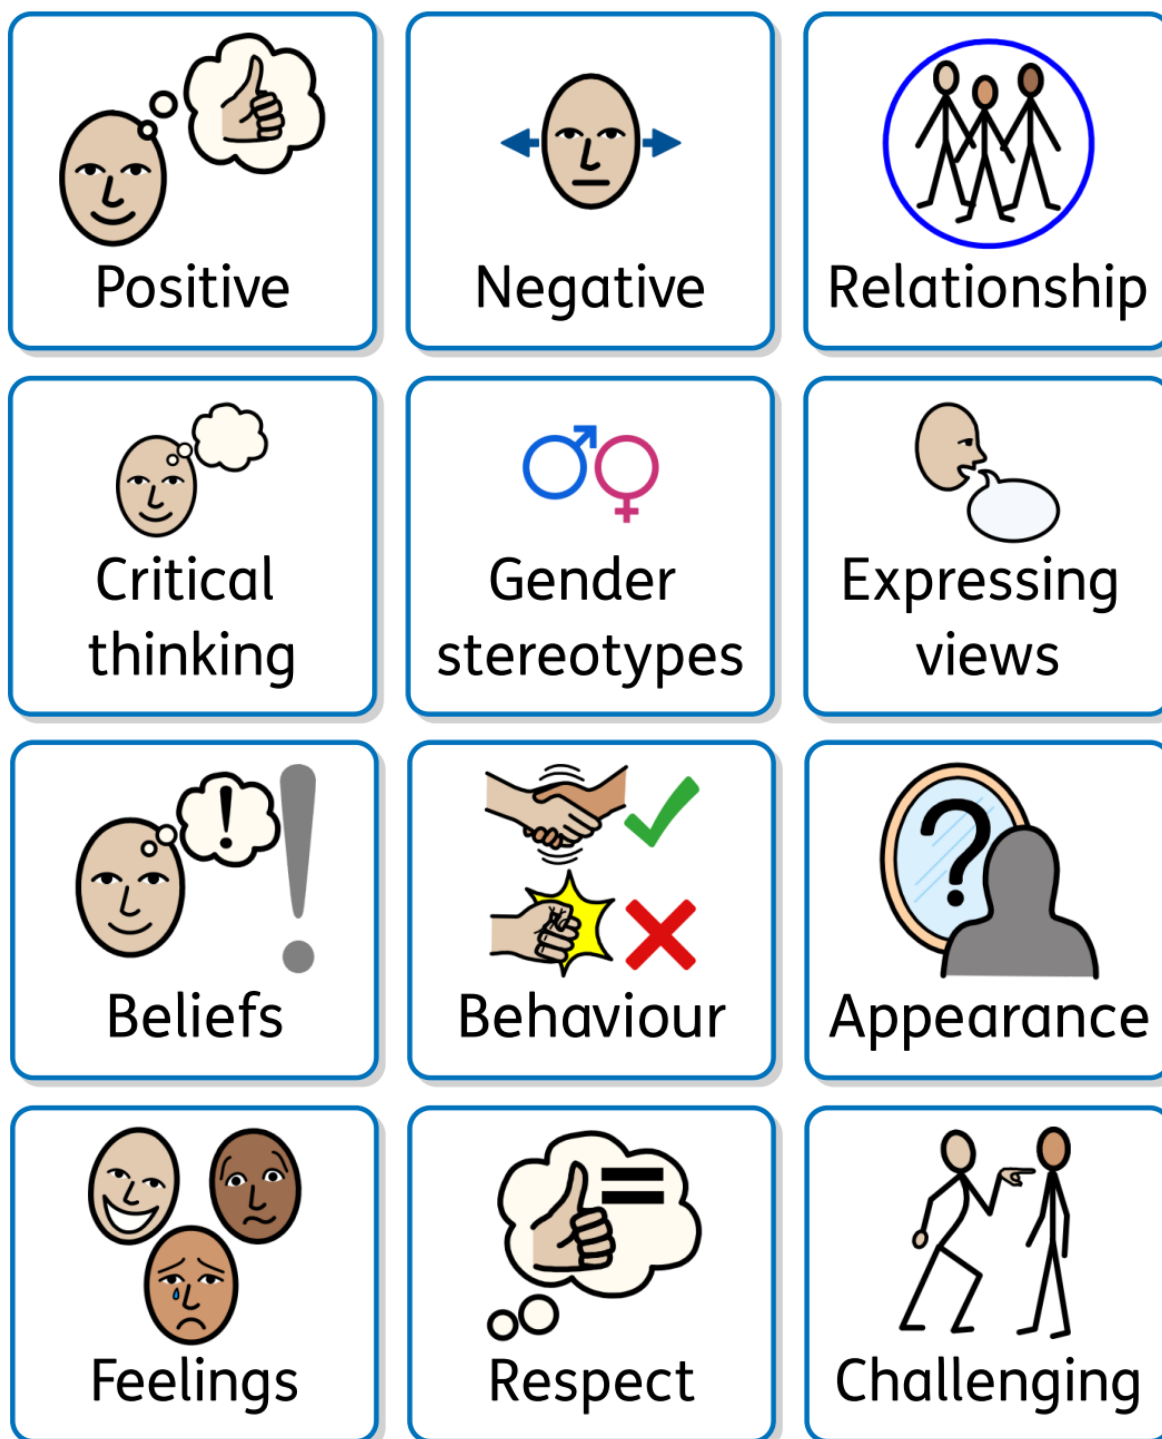 Positive
Negative
Relationship
Critical
thinking
Gender
stereotypes
Expressing
views
Beliefs
Behaviour
Appearance
Feelings
Respect
Challenging